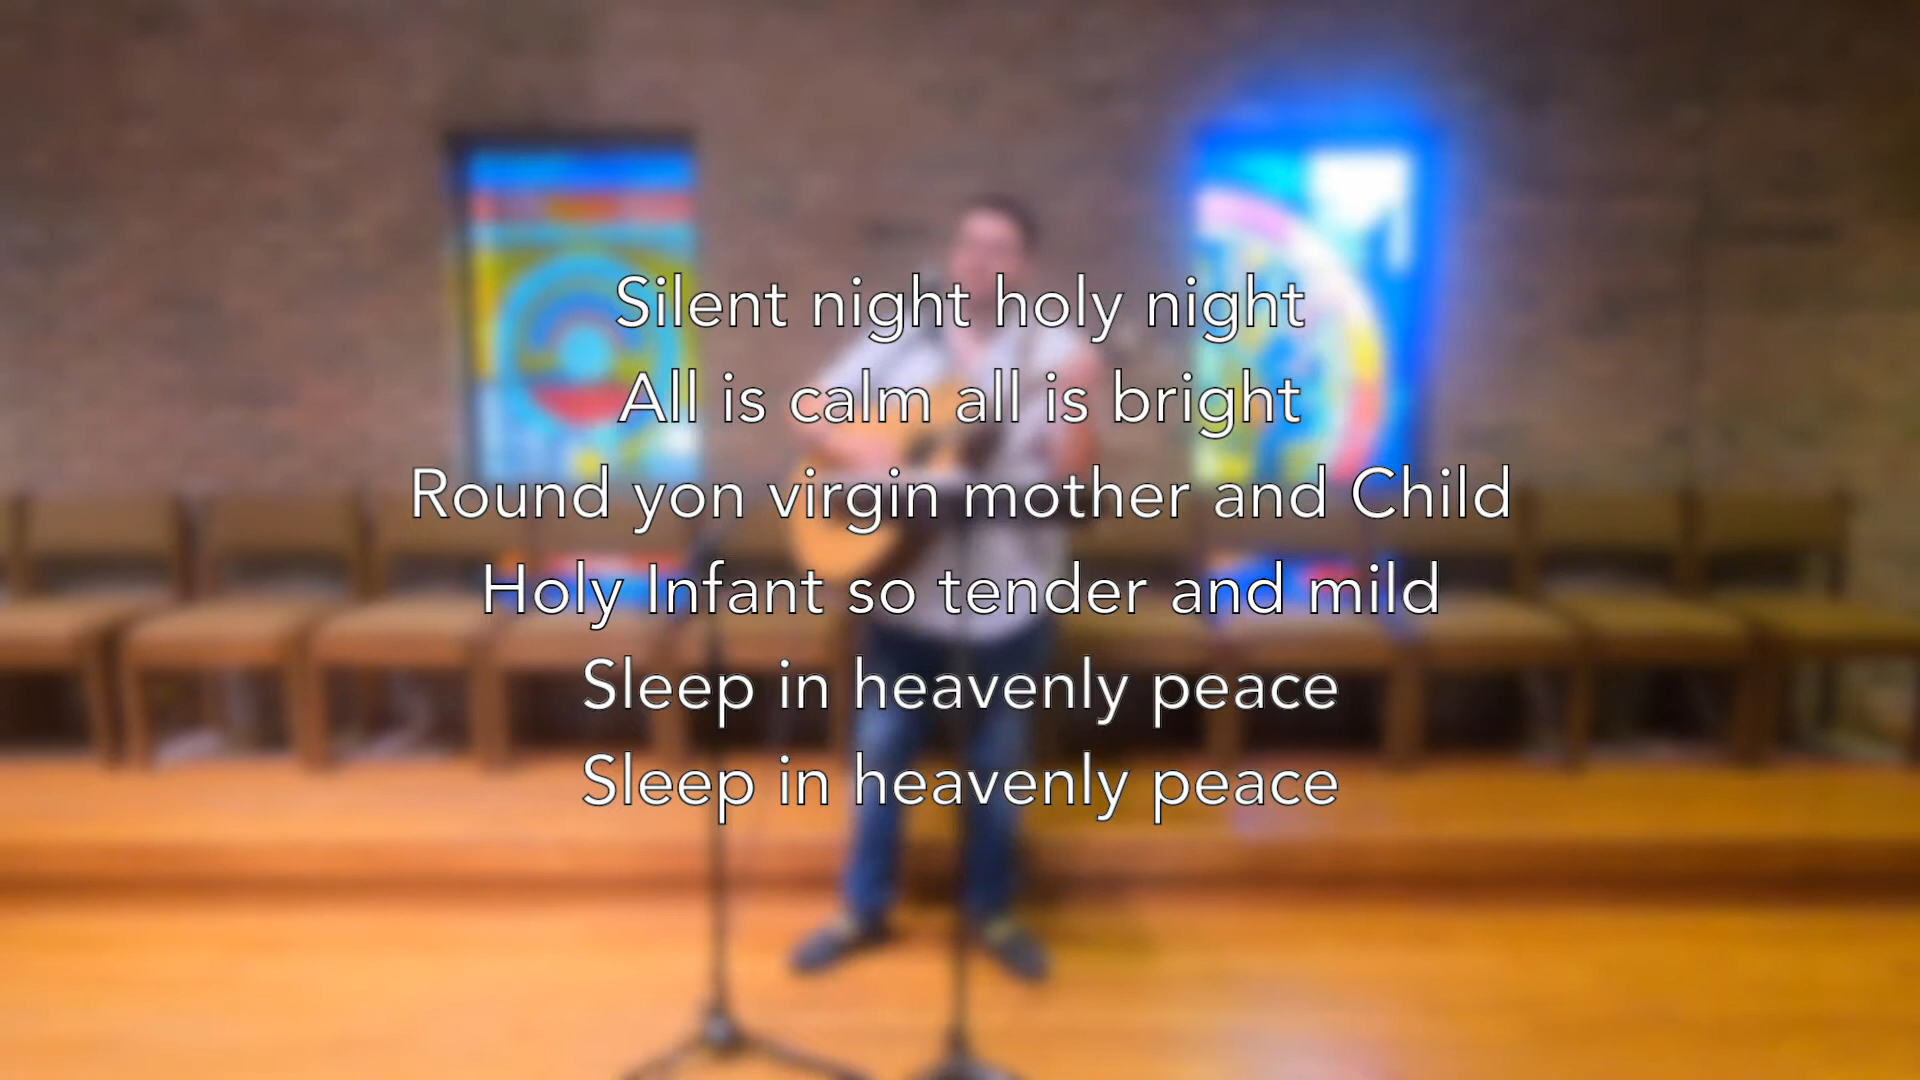 Silent night holy night
All is calm all is bright
Round yon virgin mother and Child
Holy Infant so tender and mild
Sleep in heavenly peace
Sleep in heavenly peace